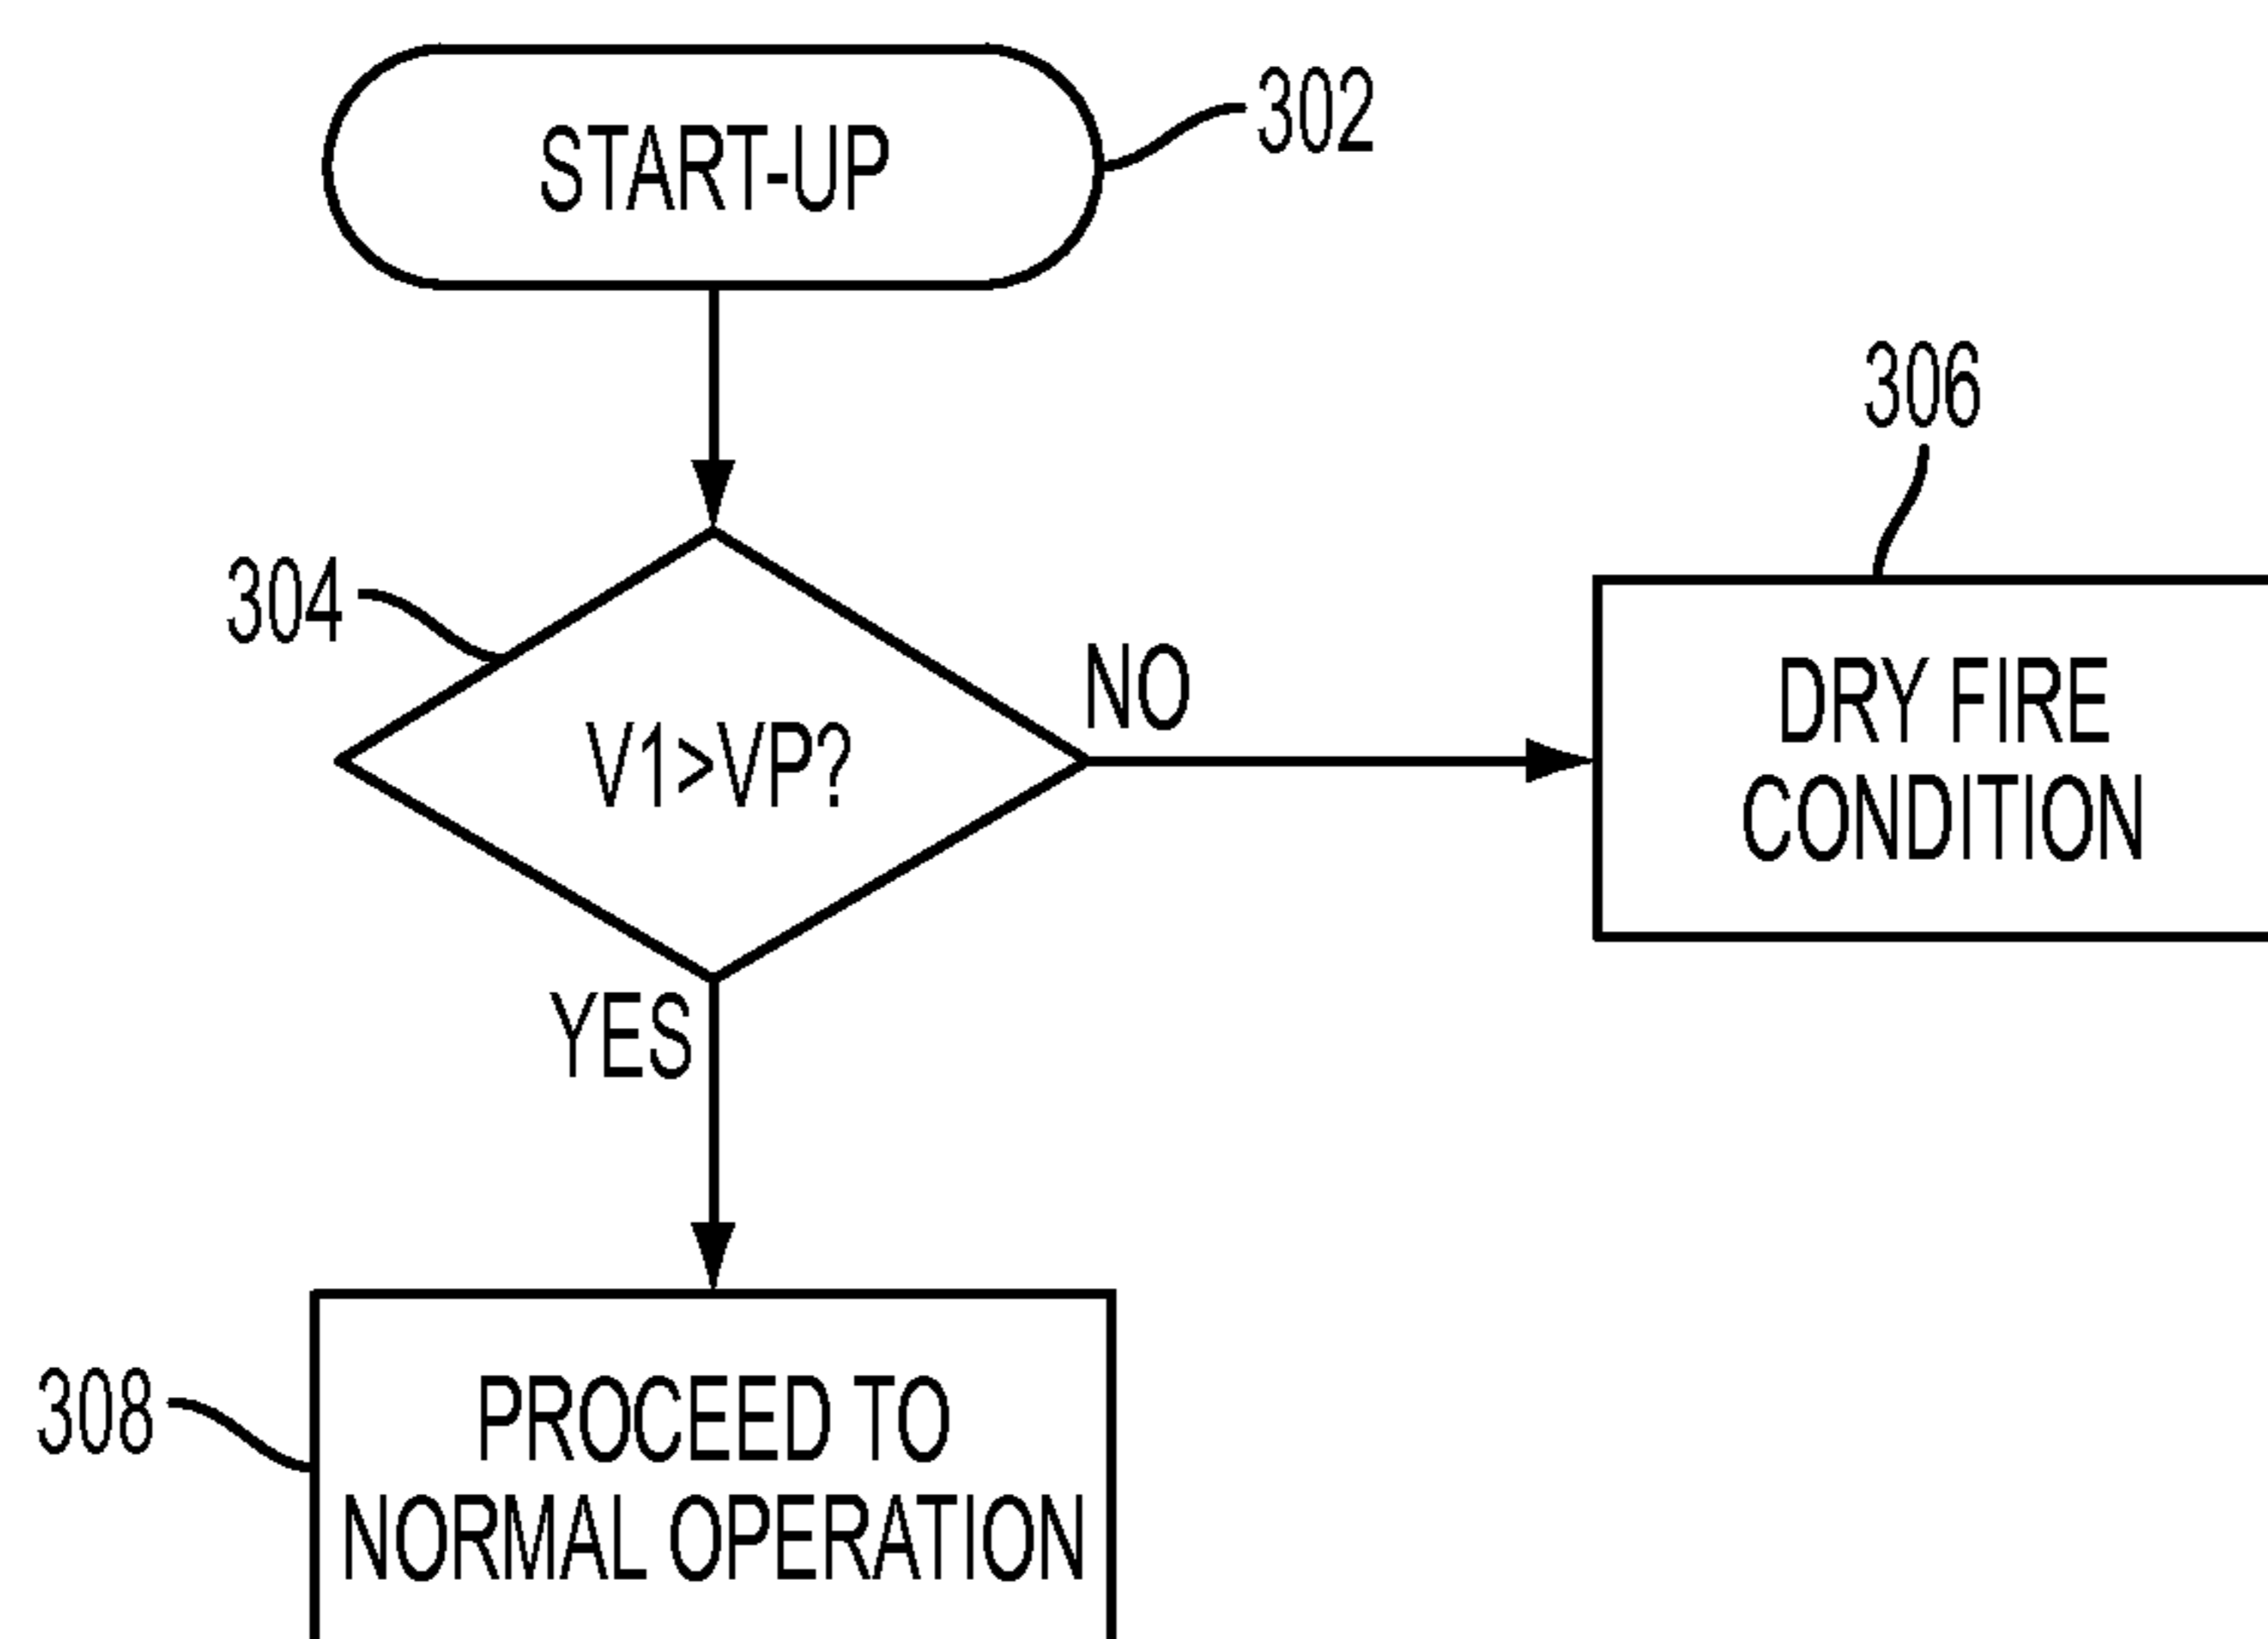 START-UP
302
306
304
NO
DRY FIRE
CONDITION
V1>VP?
YES
308
PROCEED TO
NORMAL OPERATION